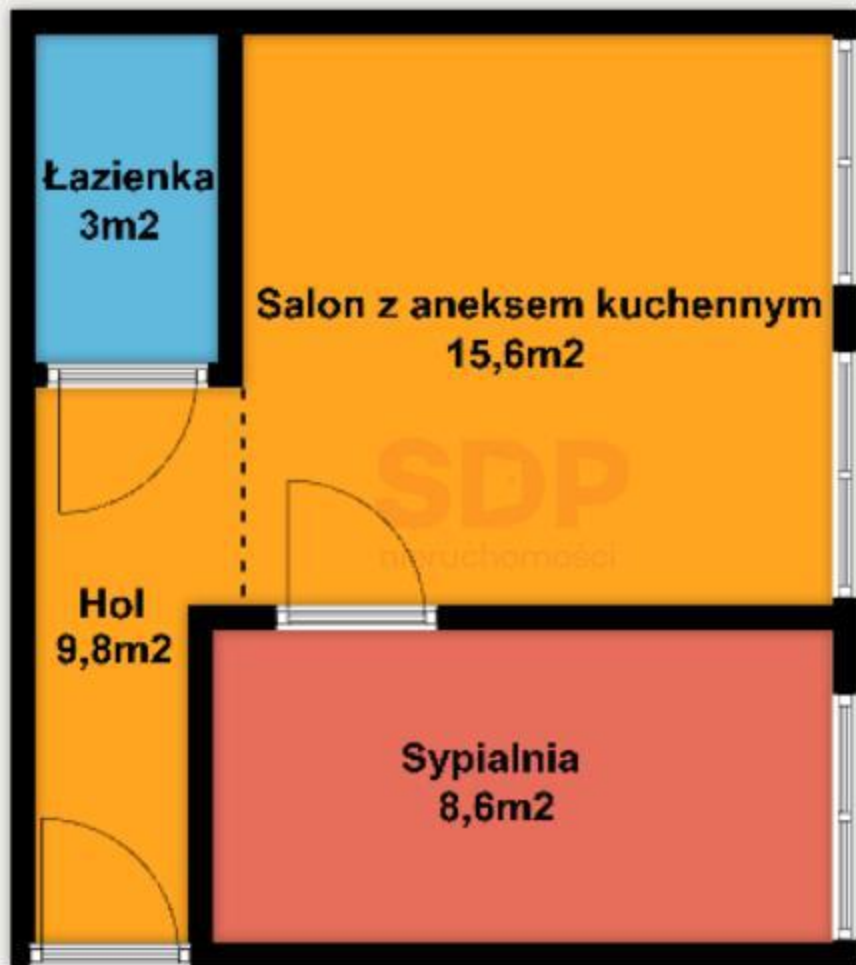 Łazienka
3m2
Salon z aneksem kuchennym
15,6m2
SDP
nieruchomości
Hol
9,8m2
Sypialnia
8,6m2